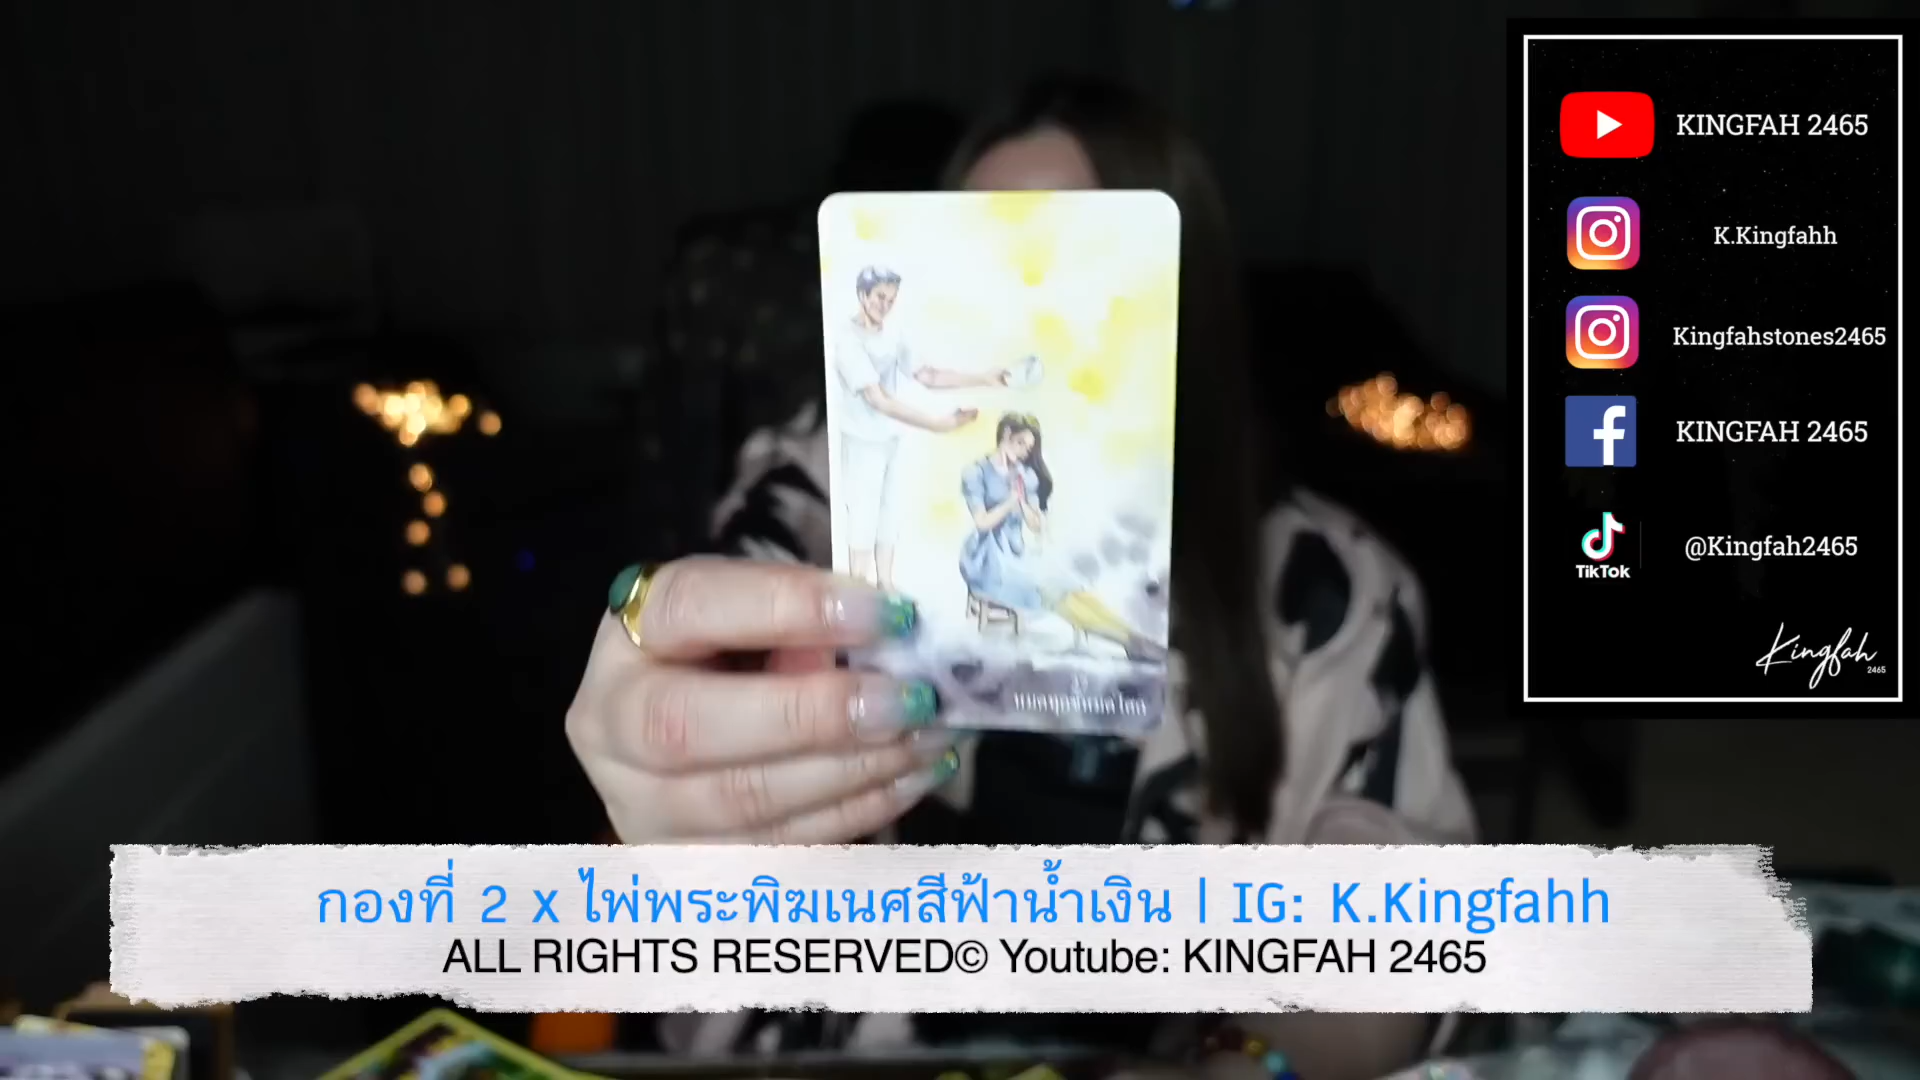 KINGFAH 2465
K.Kingfahh
Kingfahstones2465
KINGFAH 2465
TikTok
@Kingfah2465
Kingfah
2465
กองที่ 2 x ไพ่พระพิฆเนศสีฟ้าน้ำเงิน | IG: K.Kingfahh
ALL RIGHTS RESERVED© Youtube: KINGFAH 2465